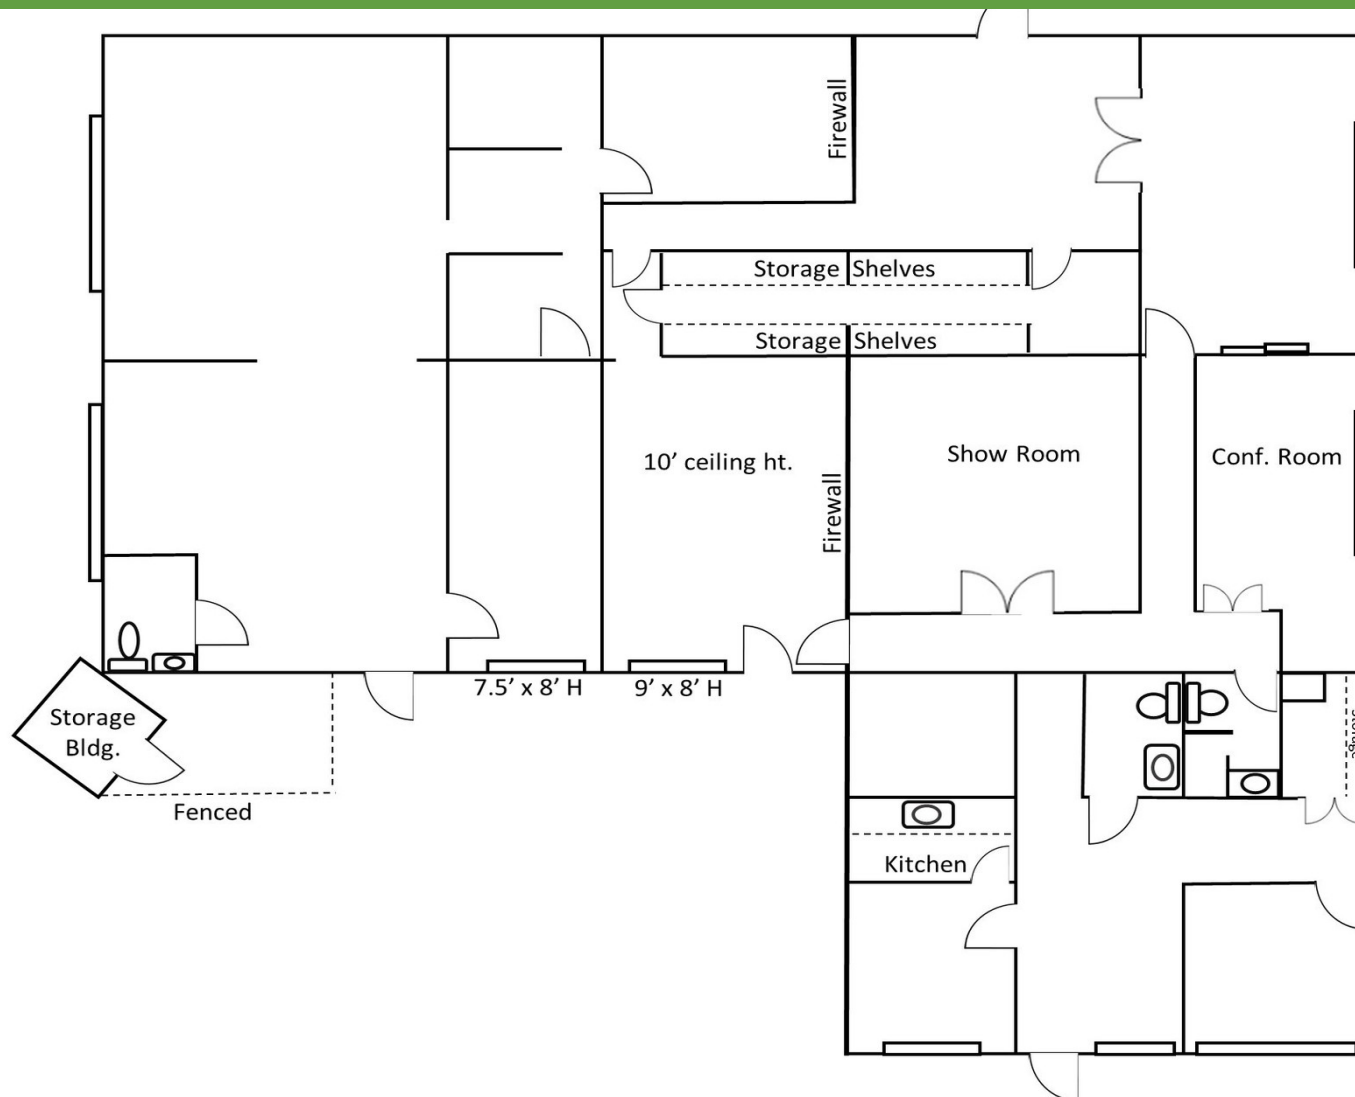 Firewall
Storage Shelves
Storage Shelves
10’ ceiling ht.
Show Room
Conf. Room
Firewall
7.5’ x 8’ H
9’ x 8’ H
Storage
Bldg.
Fenced
Kitchen